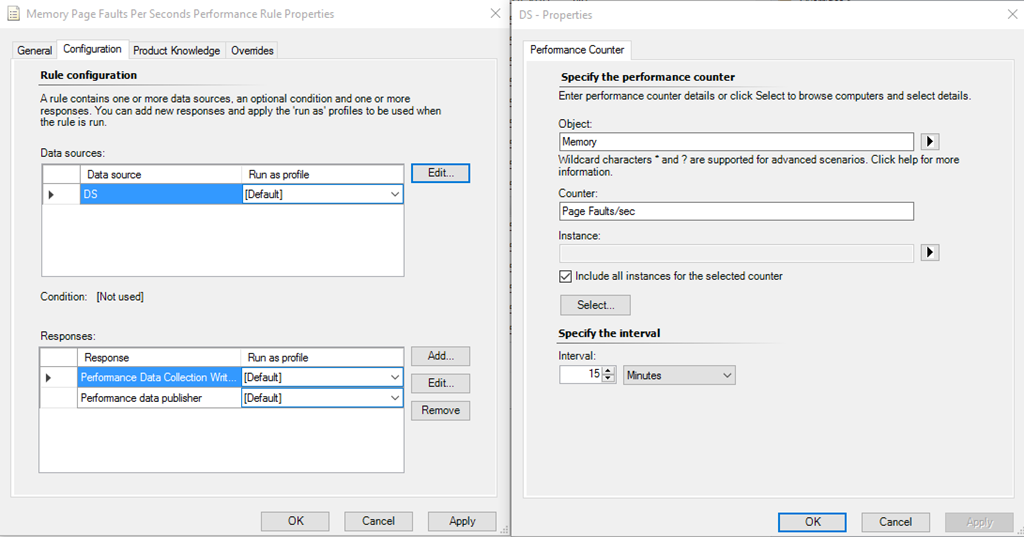 Memory Page Faults Per Seconds Performance Rule Properties
General Configuration Product Knowledge Overrides
Rule configuration
A rule contains one or more data sources, an optional condition and one or more
responses. You can add new responses and apply the 'run as' profiles to be used when
the rule is run.
Data sources:
Data source Run as profile
DS [Default]
Edit...
Condition: [Not used]
Responses:
Response Run as profile
Performance Data Collection Writ... [Default]
Performance data publisher [Default]
Add...
Edit...
Remove
OK Cancel Apply
DS - Properties
Performance Counter
Specify the performance counter
Enter performance counter details or click Select to browse computers and select details.
Object:
Memory
Wildcard characters * and ? are supported for advanced scenarios. Click help for more
information.
Counter:
Page Faults/sec
Instance:
Include all instances for the selected counter
Select...
Specify the interval
Interval:
15 Minutes
OK Cancel Apply